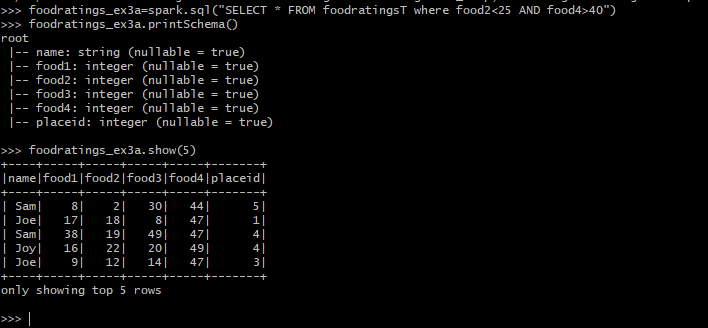 >>> foodratings_ex3a=spark.sql("SELECT * FROM foodratingsT where food2<25 AND food4>40")
>>> foodratings_ex3a.printSchema()
root
 |-- name: string (nullable = true)
 |-- food1: integer (nullable = true)
 |-- food2: integer (nullable = true)
 |-- food3: integer (nullable = true)
 |-- food4: integer (nullable = true)
 |-- placeid: integer (nullable = true)

>>> foodratings_ex3a.show(5)
+----+-----+-----+-----+-----+-------+
|name|food1|food2|food3|food4|placeid|
+----+-----+-----+-----+-----+-------+
| Sam|    8|    2|   30|   44|      5|
| Joe|   17|   18|    8|   47|      1|
| Sam|   38|   19|   49|   47|      4|
| Joy|   16|   22|   20|   49|      4|
| Joe|    9|   12|   14|   47|      3|
+----+-----+-----+-----+-----+-------+
only showing top 5 rows

>>>